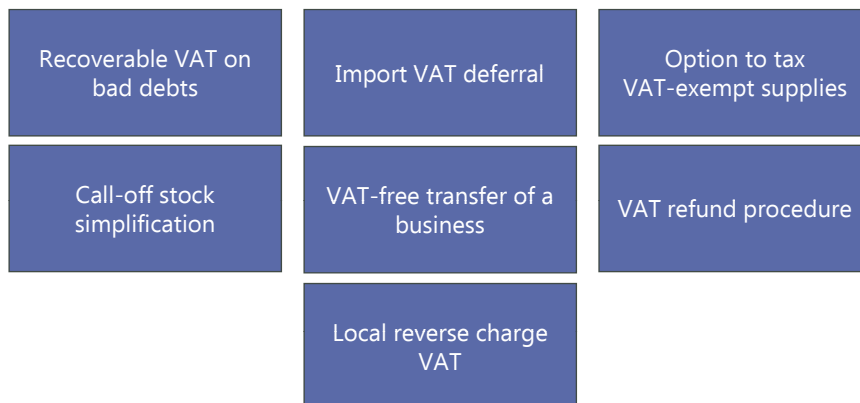 Recoverable VAT on
bad debts
Import VAT deferral
Option to tax
VAT-exempt supplies
Call-off stock
simplification
VAT-free transfer of a
business
VAT refund procedure
Local reverse charge
VAT